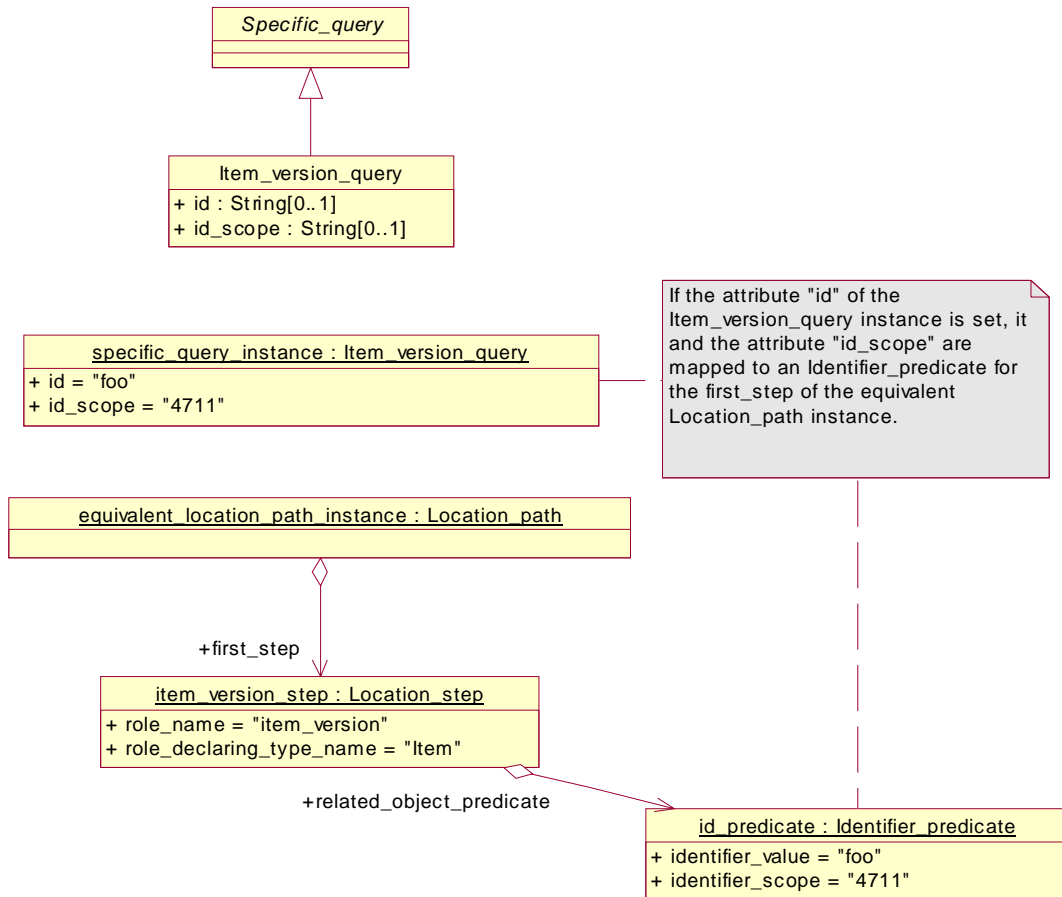 Specific_query
Item_version_query
+ id : String[0..1]
+ id_scope : String[0..1]
If the attribute "id" of the
Item_version_query instance is set, it
and the attribute "id_scope" are
mapped to an Identifier_predicate for
the first_step of the equivalent
Location_path instance.
specific_query_instance : Item_version_query
+ id = "foo"
+ id_scope = "4711"
equivalent_location_path_instance : Location_path
+first_step
item_version_step : Location_step
+ role_name = "item_version"
+ role_declaring_type_name = "Item"
+related_object_predicate
id_predicate : Identifier_predicate
+ identifier_value = "foo"
+ identifier_scope = "4711"